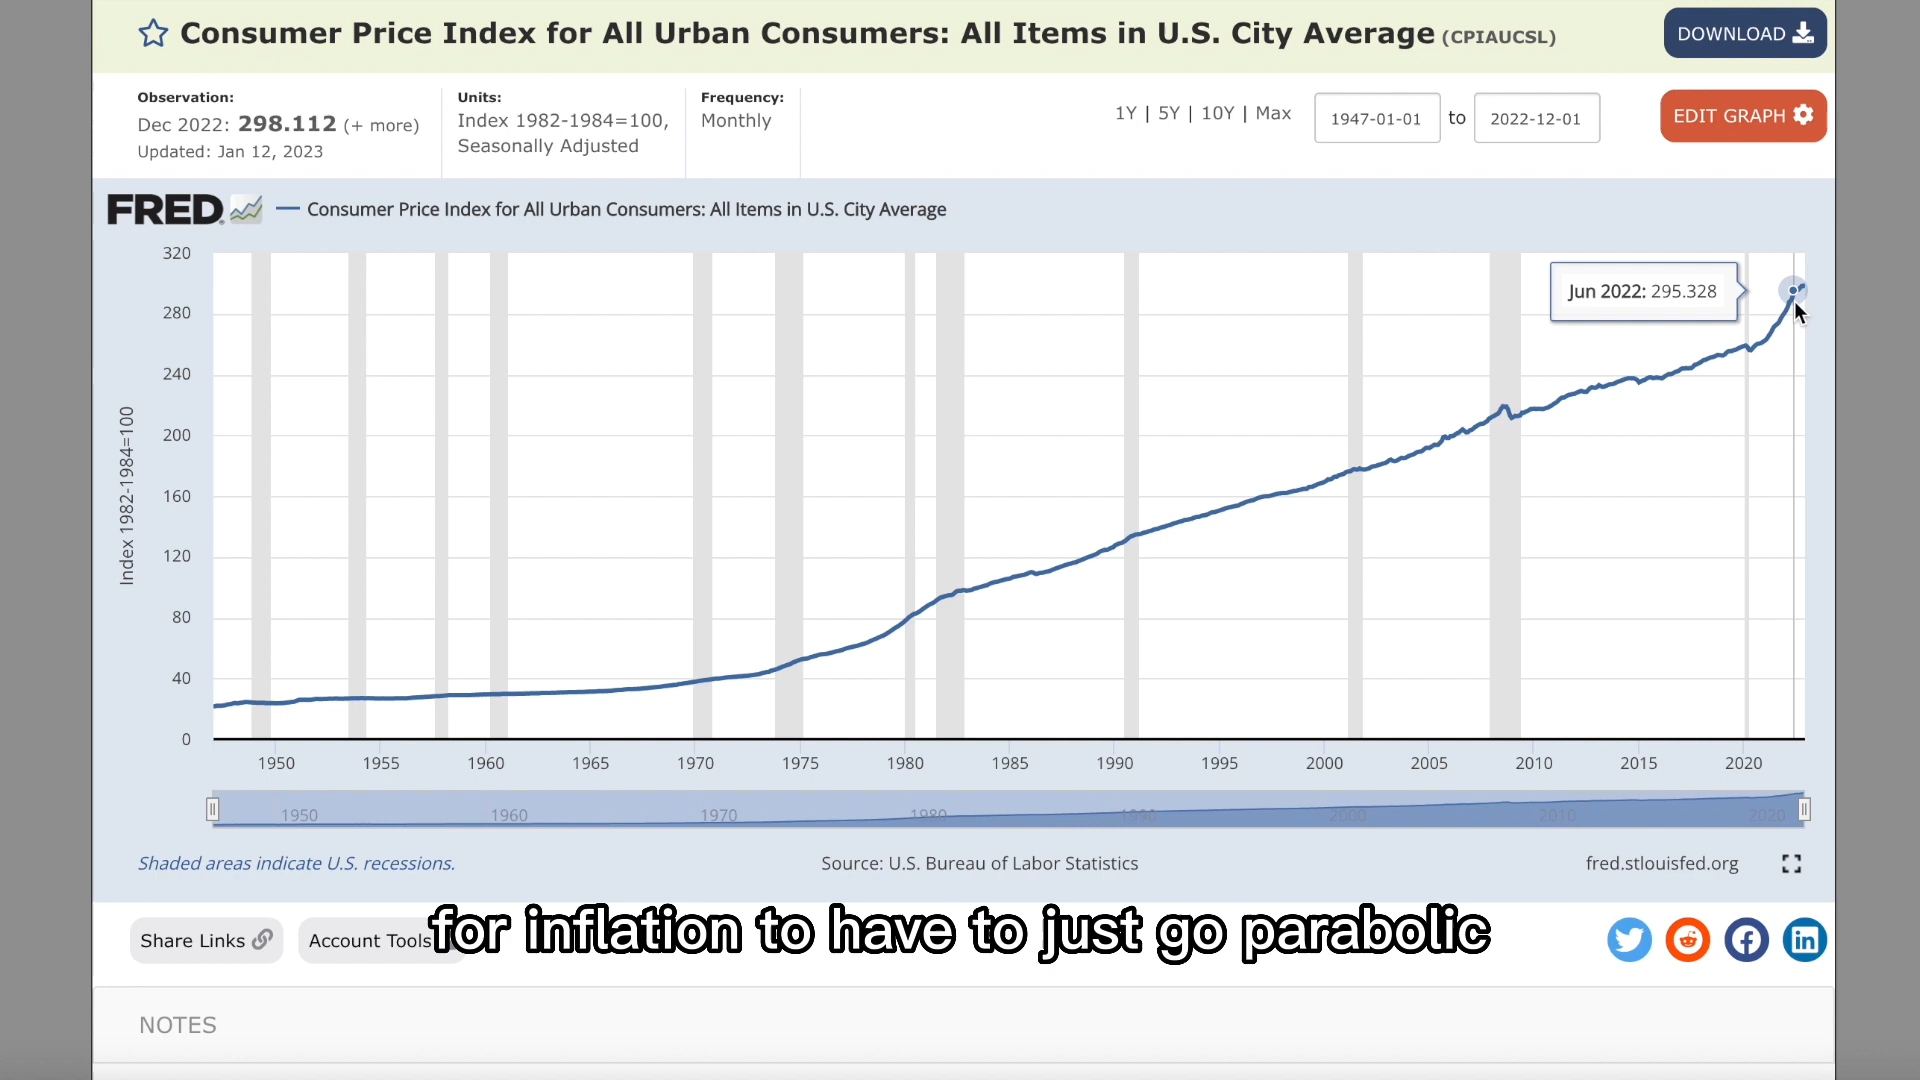 Consumer Price Index for All Urban Consumers: All Items in U.S. City Average (CPIAUCSL)
DOWNLOAD
Observation:
Dec 2022: 298.112 (+ more)
Updated: Jan 12, 2023
Units:
Index 1982-1984=100,
Seasonally Adjusted
Frequency:
Monthly
1Y | 5Y | 10Y | Max
1947-01-01 to 2022-12-01
EDIT GRAPH
FRED
Consumer Price Index for All Urban Consumers: All Items in U.S. City Average
320
280
240
200
160
120
80
40
0
Index 1982-1984=100
Jun 2022: 295.328
1950 1955 1960 1965 1970 1975 1980 1985 1990 1995 2000 2005 2010 2015 2020
1950 1960 1970 1980 1990 2000 2010 2020
Shaded areas indicate U.S. recessions.
Source: U.S. Bureau of Labor Statistics
fred.stlouisfed.org
Share Links
Account Tools
for inflation to have to just go parabolic
in
NOTES